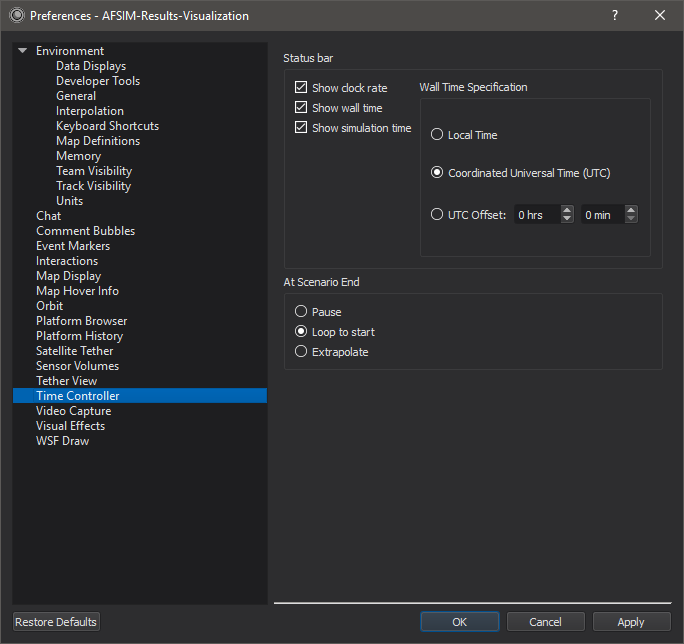 Preferences - AFSIM-Results-Visualization
?
Environment
Data Displays
Developer Tools
General
Interpolation
Keyboard Shortcuts
Map Definitions
Memory
Team Visibility
Track Visibility
Units
Chat
Comment Bubbles
Event Markers
Interactions
Map Display
Map Hover Info
Orbit
Platform Browser
Platform History
Satellite Tether
Sensor Volumes
Tether View
Time Controller
Video Capture
Visual Effects
WSF Draw
Status bar
Show clock rate
Show wall time
Show simulation time
Wall Time Specification
Local Time
Coordinated Universal Time (UTC)
UTC Offset: 0 hrs 0 min
At Scenario End
Pause
Loop to start
Extrapolate
Restore Defaults
OK
Cancel
Apply